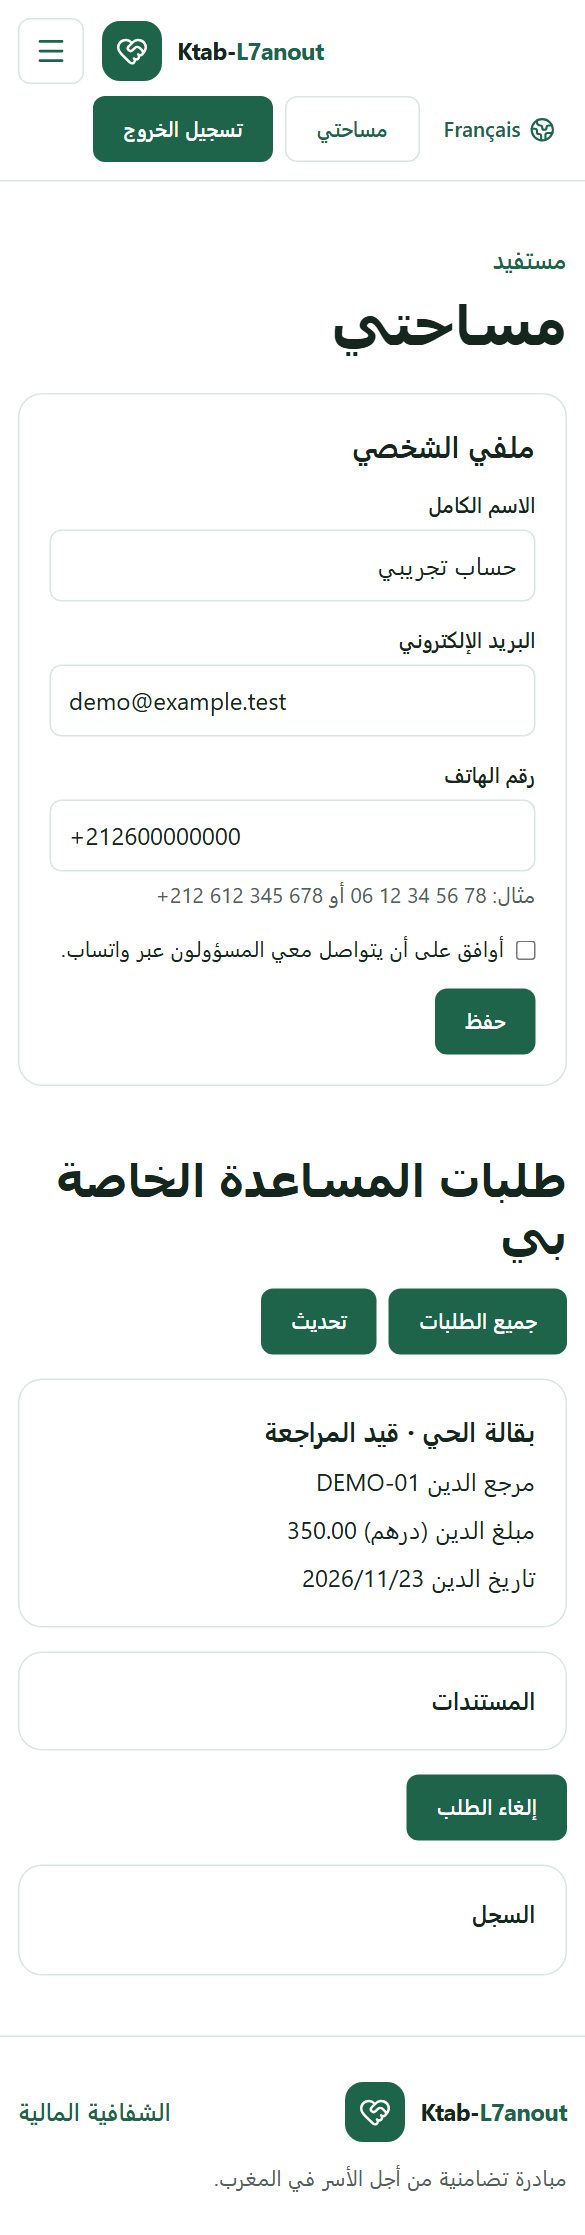 Ktab-L7anout
Français
مساحتي
تسجيل الخروج
مستفيد
مساحتي
ملفي الشخصي
الاسم الكامل
حساب تجريبي
البريد الإلكتروني
demo@example.test
رقم الهاتف
+212600000000
مثال: 78 56 34 12 06 أو 678 345 612 212+
أوافق على أن يتواصل معي المسؤولون عبر واتساب.
حفظ
طلبات المساعدة الخاصة
بي
جميع الطلبات
تحديث
بقالة الحي · قيد المراجعة
مرجع الدين DEMO-01
مبلغ الدين (درهم) 350.00
تاريخ الدين 2026/11/23
المستندات
إلغاء الطلب
السجل
Ktab-L7anout
الشفافية المالية
مبادرة تضامنية من أجل الأسر في المغرب.